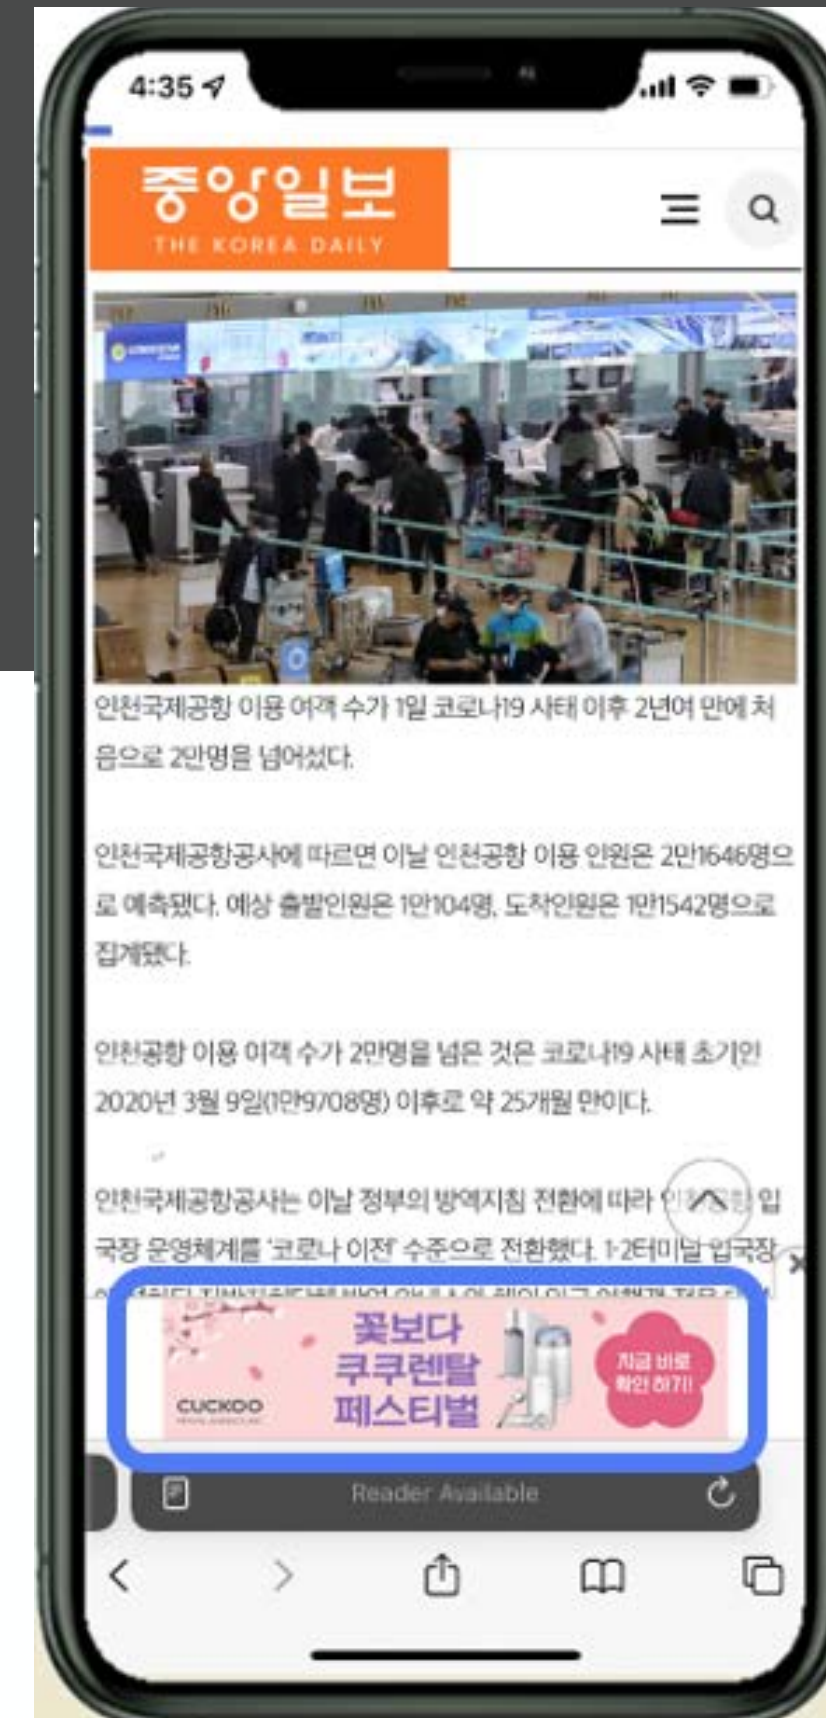 4:35
중앙일보
THE KOREA DAILY
인천국제공항 이용 여객 수가 1일 코로나19 사태 이후 2년여 만에 처
음으로 2만명을 넘어섰다.
인천국제공항공사에 따르면 이날 인천공항 이용 인원은 2만1646명으
로 예측됐다. 예상 출발인원은 1만104명, 도착인원은 1만1542명으로
집계됐다.
인천공항 이용 여객 수가 2만명을 넘은 것은 코로나19 사태 초기인
2020년 3월 9일(1만9708명) 이후로 약 25개월 만이다.
인천국제공항공사는 이날 정부의 방역지침 전환에 따라 인천공항 입
국장 운영체계를 '코로나 이전' 수준으로 전환했다. 1·2터미널 입국장
꽃보다
쿠쿠렌탈
페스티벌
CUCKOO
지금 바로
확인 하기!
Reader Available